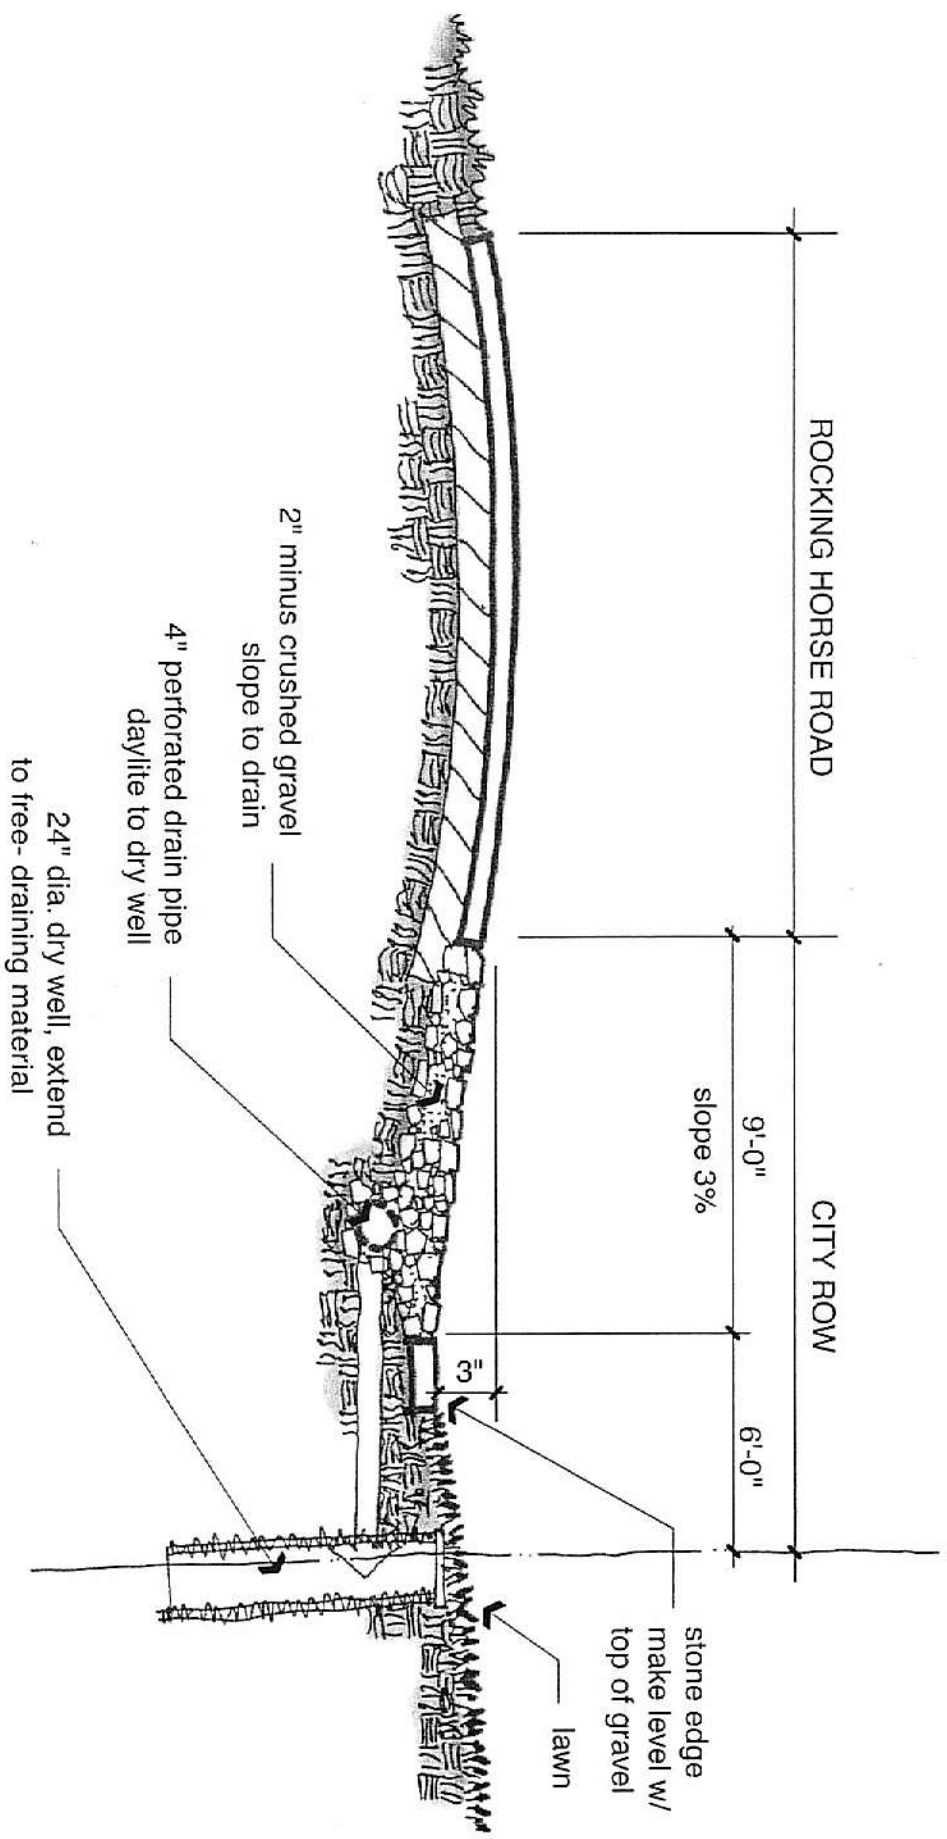 ROCKING HORSE ROAD
CITY ROW
9'-0"
6'-0"
slope 3%
3"
stone edge
make level w/
top of gravel
lawn
2" minus crushed gravel
slope to drain
4" perforated drain pipe
daylite to dry well
24" dia. dry well, extend
to free- draining material